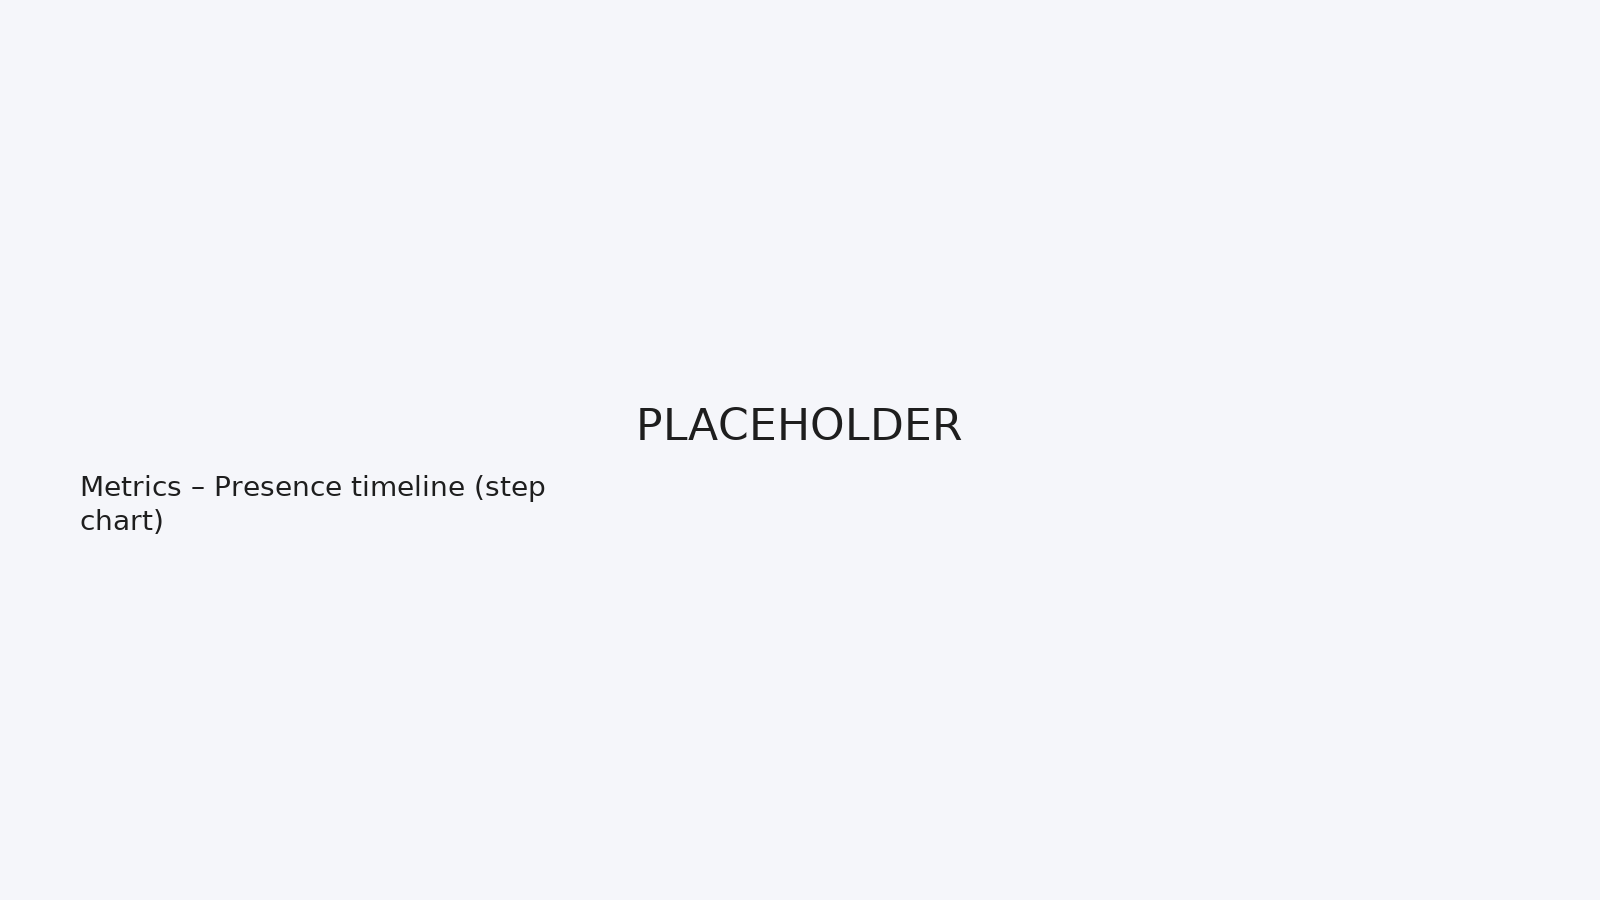 PLACEHOLDER
Metrics – Presence timeline (step
chart)